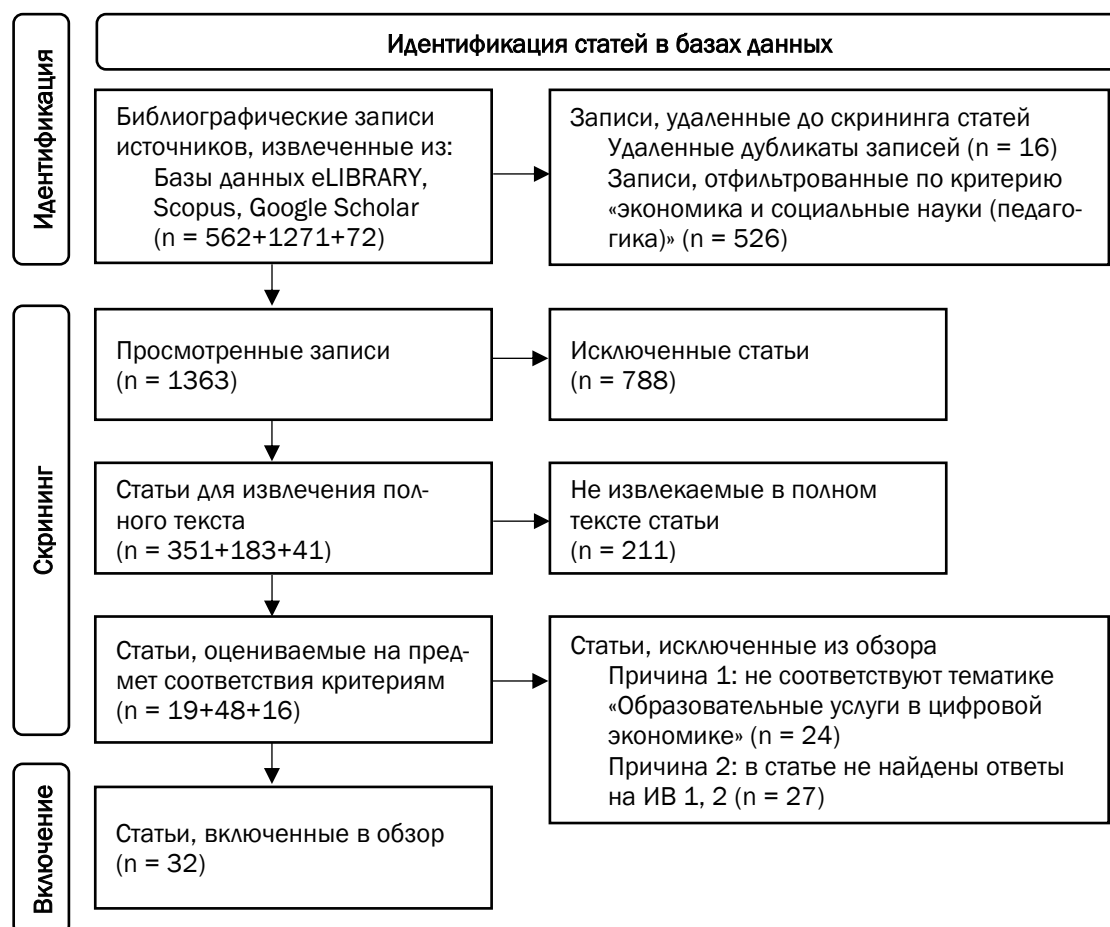 Идентификация
Идентификация статей в базах данных
Библиографические записи
источников, извлеченные из:
Базы данных eLIBRARY,
Scopus, Google Scholar
(n = 562+1271+72)
Записи, удаленные до скрининга статей
Удаленные дубликаты записей (n = 16)
Записи, отфильтрованные по критерию
«экономика и социальные науки (педаго-
гика)» (n = 526)
Скрининг
Просмотренные записи
(n = 1363)
Исключенные статьи
(n = 788)
Статьи для извлечения пол-
ного текста
(n = 351+183+41)
Не извлекаемые в полном
тексте статьи
(n = 211)
Статьи, оцениваемые на пред-
мет соответствия критериям
(n = 19+48+16)
Статьи, исключенные из обзора
Причина 1: не соответствуют тематике
«Образовательные услуги в цифровой
экономике» (n = 24)
Причина 2: в статье не найдены ответы
на ИВ 1, 2 (n = 27)
Включение
Статьи, включенные в обзор
(n = 32)